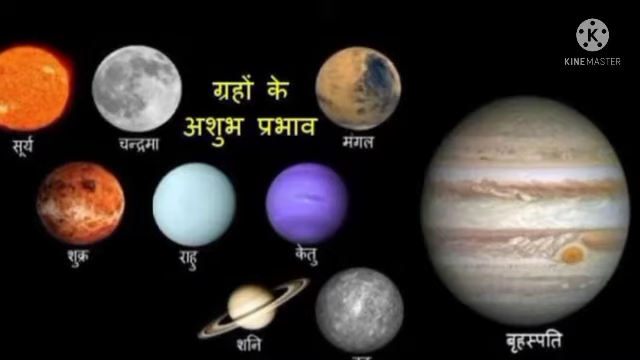 KINEMASTER
ग्रहों के
अशुभ प्रभाव
सूर्य
चन्द्रमा
मंगल
शुक्र
राहु
केतु
शनि
बृहस्पति